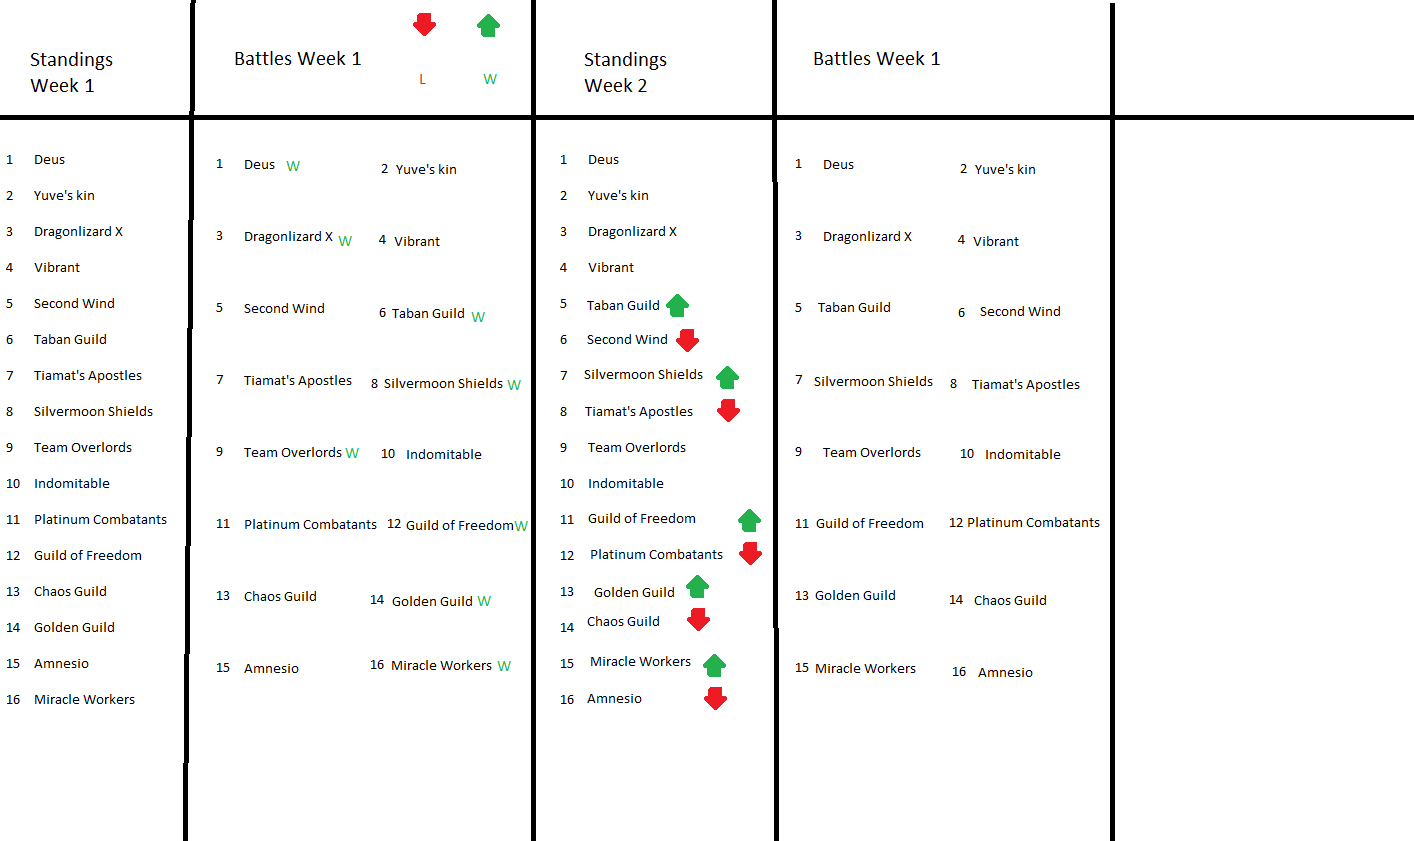 Standings
Week 1
Battles Week 1
L W
Standings
Week 2
Battles Week 1
1 Deus
2 Yuve's kin
3 Dragonlizard X
4 Vibrant
5 Second Wind
6 Taban Guild
7 Tiamat's Apostles
8 Silvermoon Shields
9 Team Overlords
10 Indomitable
11 Platinum Combatants
12 Guild of Freedom
13 Chaos Guild
14 Golden Guild
15 Amnesio
16 Miracle Workers
1 Deus W 2 Yuve's kin
3 Dragonlizard X W 4 Vibrant
5 Second Wind 6 Taban Guild W
7 Tiamat's Apostles 8 Silvermoon Shields W
9 Team Overlords W 10 Indomitable
11 Platinum Combatants 12 Guild of Freedom W
13 Chaos Guild 14 Golden Guild W
15 Amnesio 16 Miracle Workers W
1 Deus
2 Yuve's kin
3 Dragonlizard X
4 Vibrant
5 Taban Guild
6 Second Wind
7 Silvermoon Shields
8 Tiamat's Apostles
9 Team Overlords
10 Indomitable
11 Guild of Freedom
12 Platinum Combatants
13 Golden Guild
14 Chaos Guild
15 Miracle Workers
16 Amnesio
1 Deus 2 Yuve's kin
3 Dragonlizard X 4 Vibrant
5 Taban Guild 6 Second Wind
7 Silvermoon Shields 8 Tiamat's Apostles
9 Team Overlords 10 Indomitable
11 Guild of Freedom 12 Platinum Combatants
13 Golden Guild 14 Chaos Guild
15 Miracle Workers 16 Amnesio